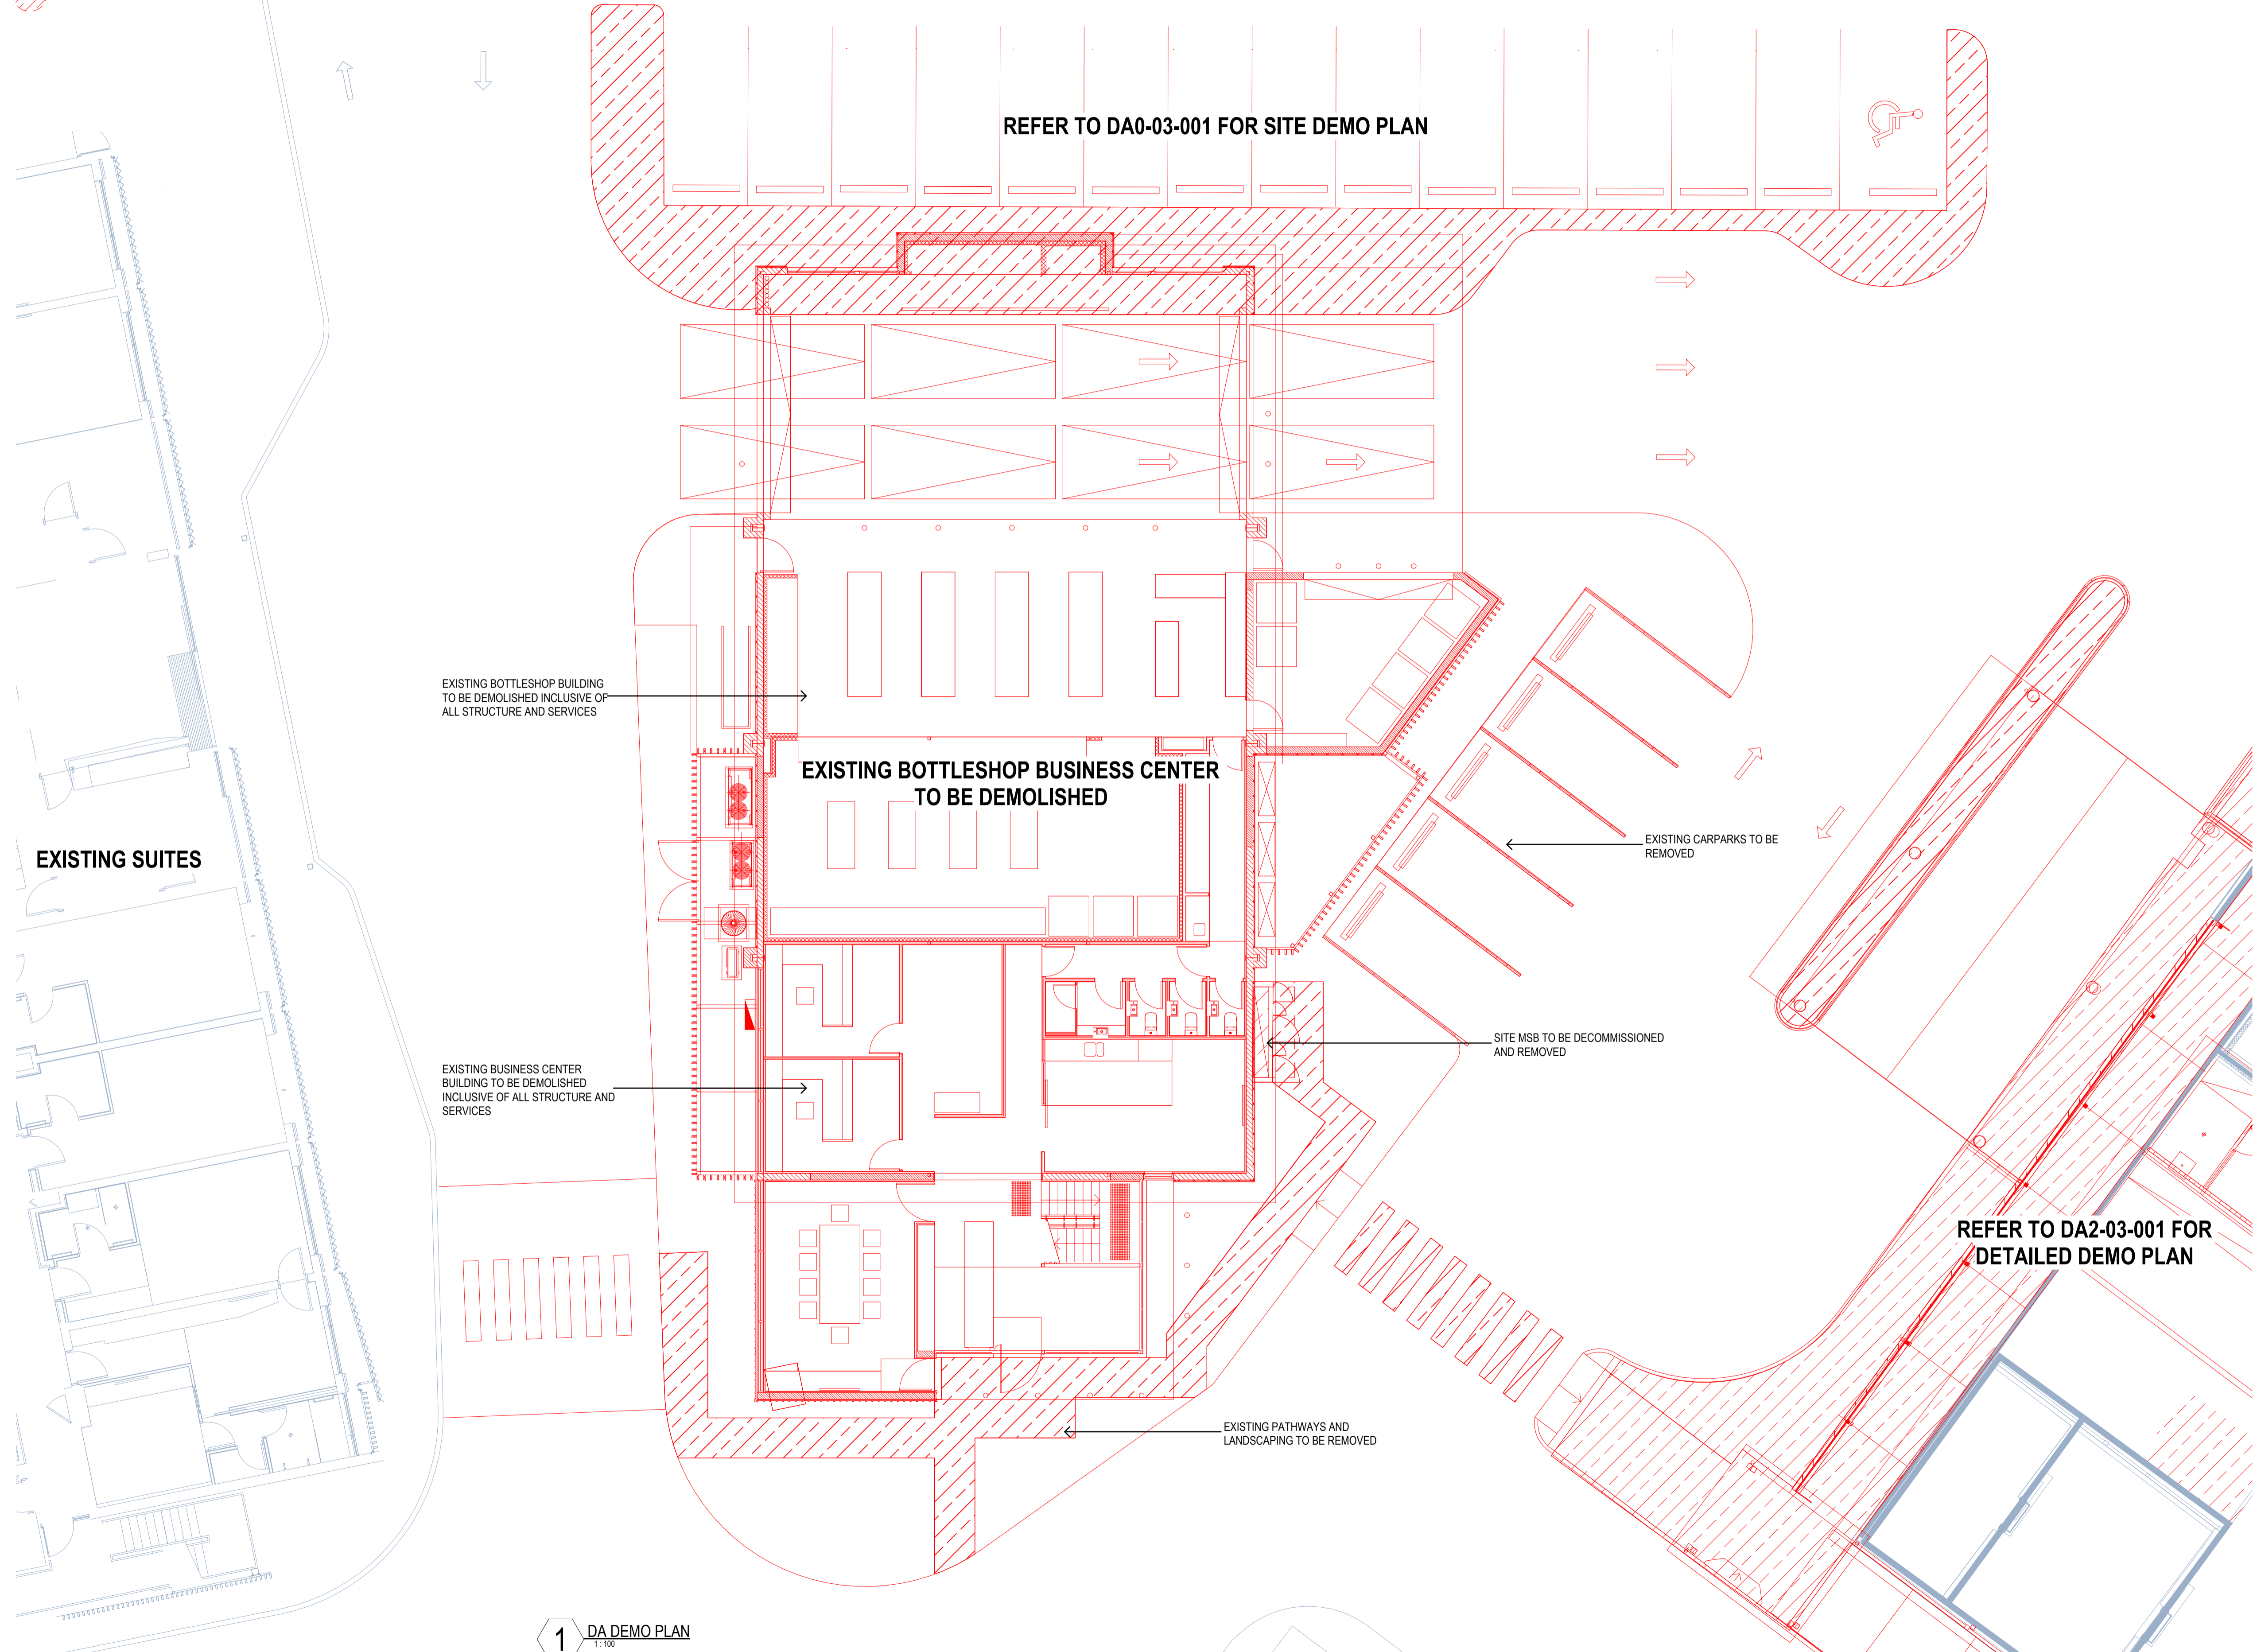 REFER TO DA0-03-001 FOR SITE DEMO PLAN
EXISTING BOTTLESHOP BUILDING
TO BE DEMOLISHED INCLUSIVE OF
ALL STRUCTURE AND SERVICES
EXISTING BOTTLESHOP BUSINESS CENTER
TO BE DEMOLISHED
EXISTING SUITES
EXISTING CARPARKS TO BE
REMOVED
SITE MSB TO BE DECOMMISSIONED
AND REMOVED
EXISTING BUSINESS CENTER
BUILDING TO BE DEMOLISHED
INCLUSIVE OF ALL STRUCTURE AND
SERVICES
REFER TO DA2-03-001 FOR
DETAILED DEMO PLAN
EXISTING PATHWAYS AND
LANDSCAPING TO BE REMOVED
1
DA DEMO PLAN
1 : 100